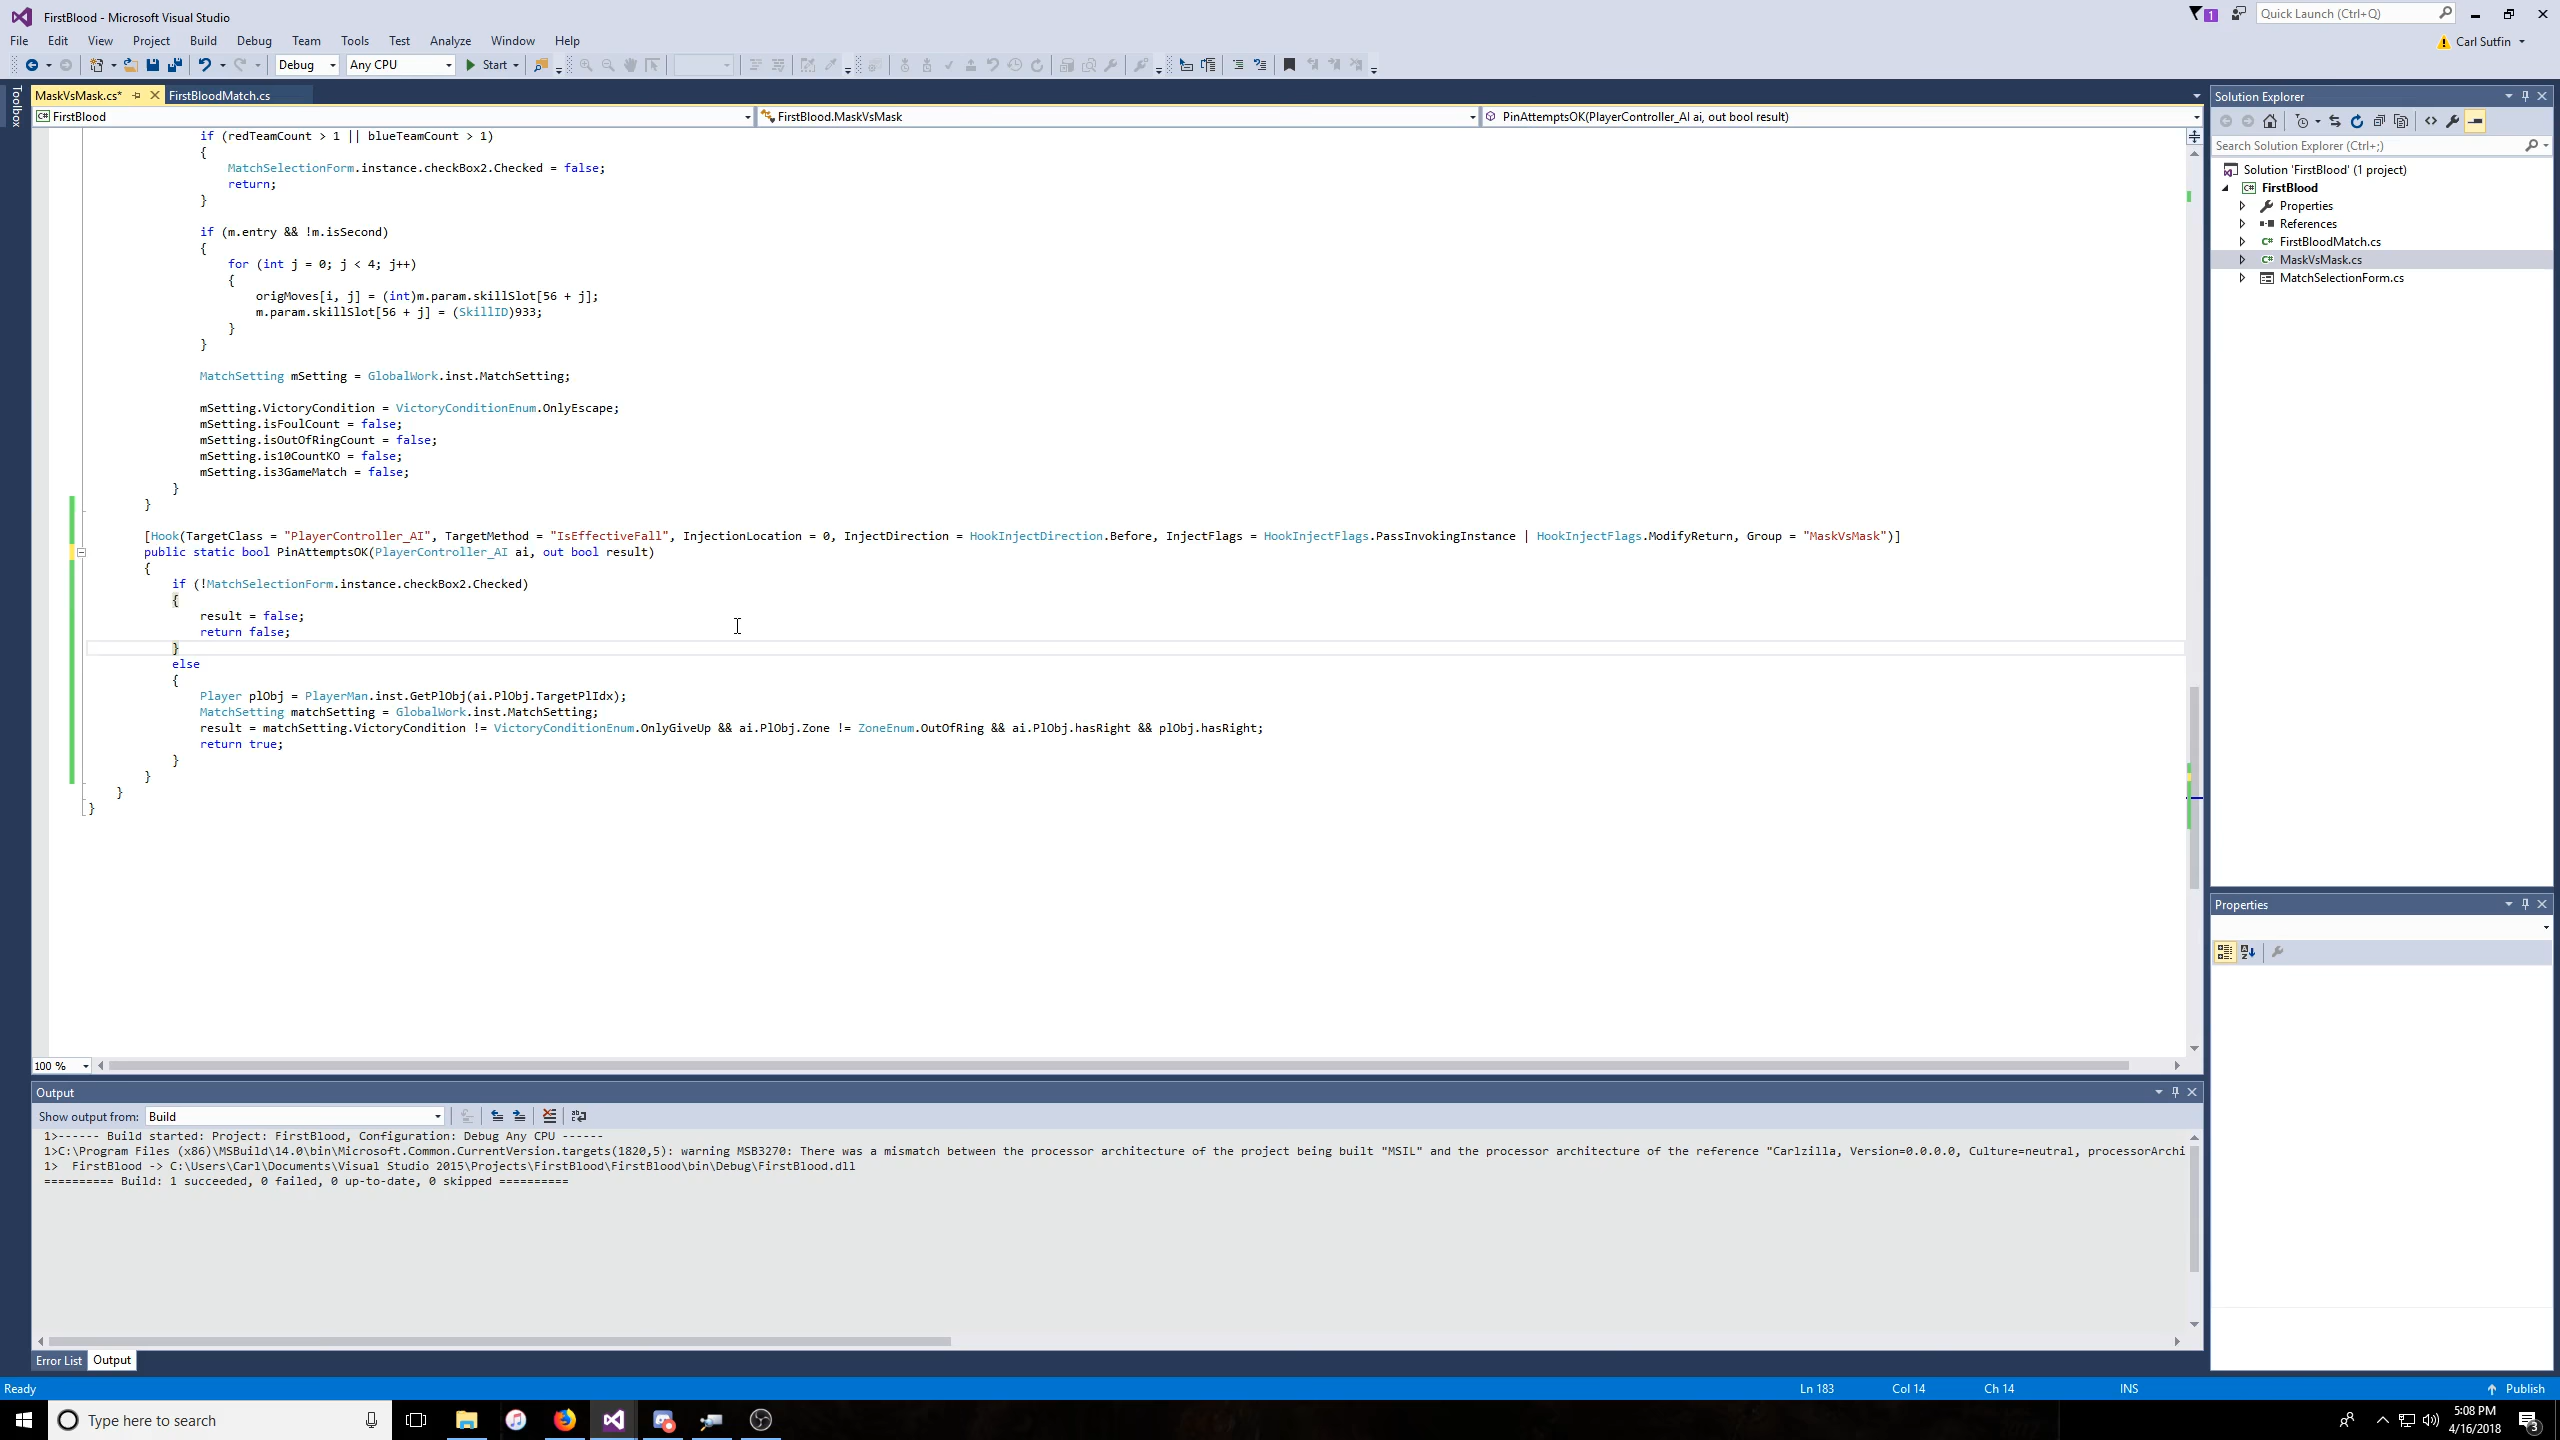 FirstBlood - Microsoft Visual Studio
1
Quick Launch (Ctrl+Q)
File Edit View Project Build Debug Team Tools Test Analyze Window Help
Carl Sutfin
Debug Any CPU Start
Toolbox
MaskVsMask.cs* FirstBloodMatch.cs
C# FirstBlood FirstBlood.MaskVsMask PinAttemptsOK(PlayerController_AI ai, out bool result)
if (redTeamCount > 1 || blueTeamCount > 1)
{
MatchSelectionForm.instance.checkBox2.Checked = false;
return;
}
if (m.entry && !m.isSecond)
{
for (int j = 0; j < 4; j++)
{
origMoves[i, j] = (int)m.param.skillSlot[56 + j];
m.param.skillSlot[56 + j] = (SkillID)933;
}
}
MatchSetting mSetting = GlobalWork.inst.MatchSetting;
mSetting.VictoryCondition = VictoryConditionEnum.OnlyEscape;
mSetting.isFoulCount = false;
mSetting.isOutOfRingCount = false;
mSetting.is10CountKO = false;
mSetting.is3GameMatch = false;
}
}
[Hook(TargetClass = "PlayerController_AI", TargetMethod = "IsEffectiveFall", InjectionLocation = 0, InjectDirection = HookInjectDirection.Before, InjectFlags = HookInjectFlags.PassInvokingInstance | HookInjectFlags.ModifyReturn, Group = "MaskVsMask")]
public static bool PinAttemptsOK(PlayerController_AI ai, out bool result)
{
if (!MatchSelectionForm.instance.checkBox2.Checked)
{
result = false;
return false;
}
else
{
Player plObj = PlayerMan.inst.GetPlObj(ai.PlObj.TargetPlIdx);
MatchSetting matchSetting = GlobalWork.inst.MatchSetting;
result = matchSetting.VictoryCondition != VictoryConditionEnum.OnlyGiveUp && ai.PlObj.Zone != ZoneEnum.OutOfRing && ai.PlObj.hasRight && plObj.hasRight;
return true;
}
}
}
}
100 %
Solution Explorer
Search Solution Explorer (Ctrl+;)
Solution 'FirstBlood' (1 project)
C# FirstBlood
Properties
References
C# FirstBloodMatch.cs
C# MaskVsMask.cs
MatchSelectionForm.cs
Properties
Output
Show output from: Build
1>------ Build started: Project: FirstBlood, Configuration: Debug Any CPU ------
1>C:\Program Files (x86)\MSBuild\14.0\bin\Microsoft.Common.CurrentVersion.targets(1820,5): warning MSB3270: There was a mismatch between the processor architecture of the project being built "MSIL" and the processor architecture of the reference "Carlzilla, Version=0.0.0.0, Culture=neutral, processorArchi
1> FirstBlood -> C:\Users\Carl\Documents\Visual Studio 2015\Projects\FirstBlood\FirstBlood\bin\Debug\FirstBlood.dll
========== Build: 1 succeeded, 0 failed, 0 up-to-date, 0 skipped ==========
Error List Output
Ready Ln 183 Col 14 Ch 14 INS Publish
Type here to search
5:08 PM
4/16/2018
3